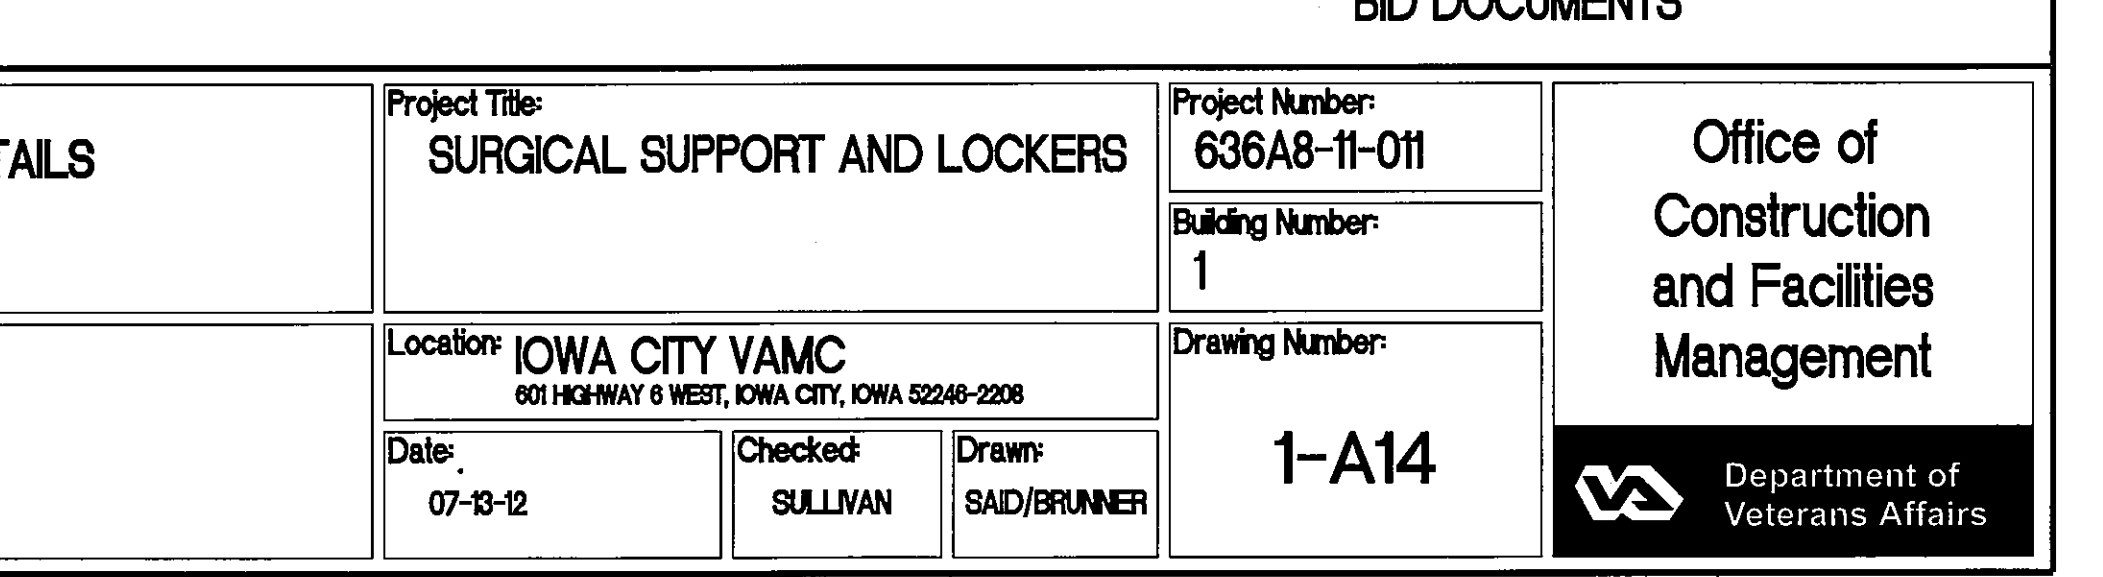 BID DOCUMENTS
TAILS
Project Title:
SURGICAL SUPPORT AND LOCKERS
Project Number:
636A8-11-011
Building Number:
1
Location: IOWA CITY VAMC
601 HIGHWAY 6 WEST, IOWA CITY, IOWA 52246-2208
Date:
07-13-12
Checked:
SULLIVAN
Drawn:
SAID/BRUNNER
Drawing Number:
1-A14
Office of
Construction
and Facilities
Management
VA
Department of
Veterans Affairs